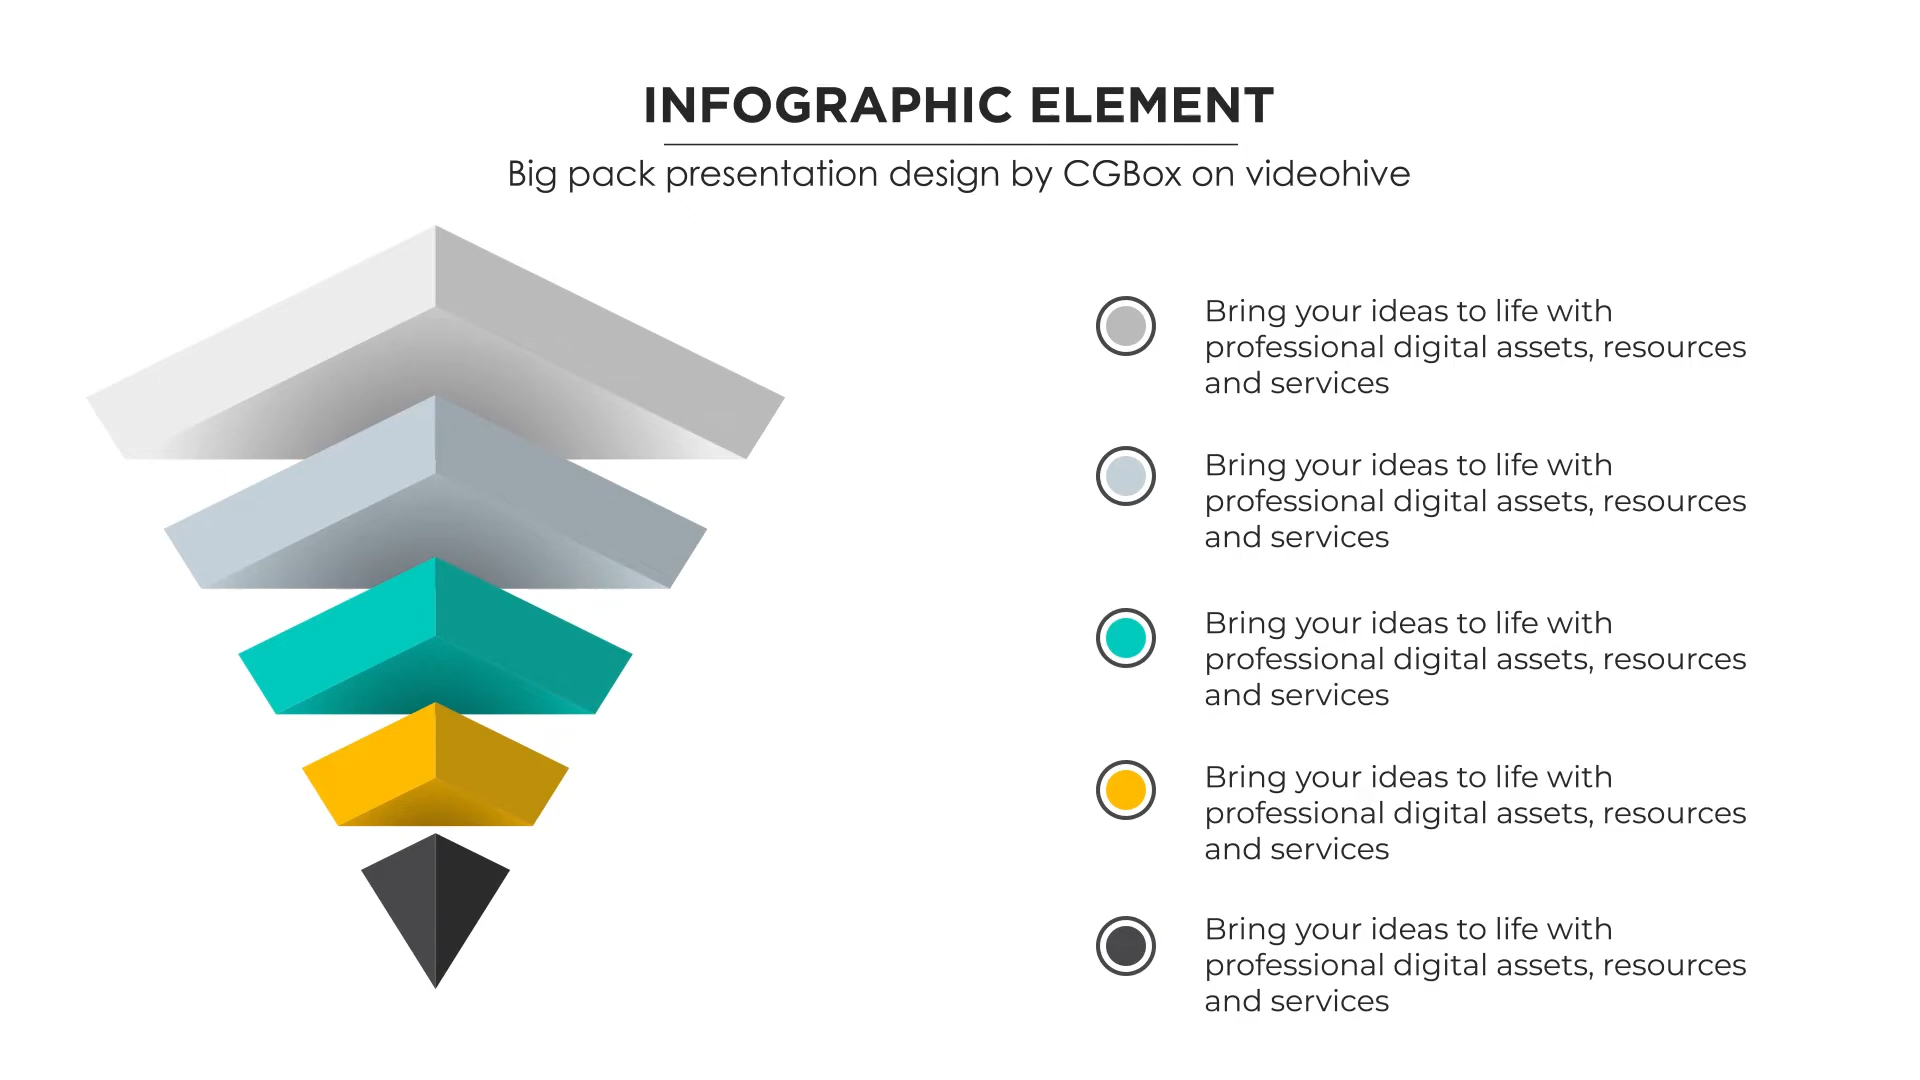 INFOGRAPHIC ELEMENT
Big pack presentation design by CGBox on videohive
Bring your ideas to life with
professional digital assets, resources
and services
Bring your ideas to life with
professional digital assets, resources
and services
Bring your ideas to life with
professional digital assets, resources
and services
Bring your ideas to life with
professional digital assets, resources
and services
Bring your ideas to life with
professional digital assets, resources
and services